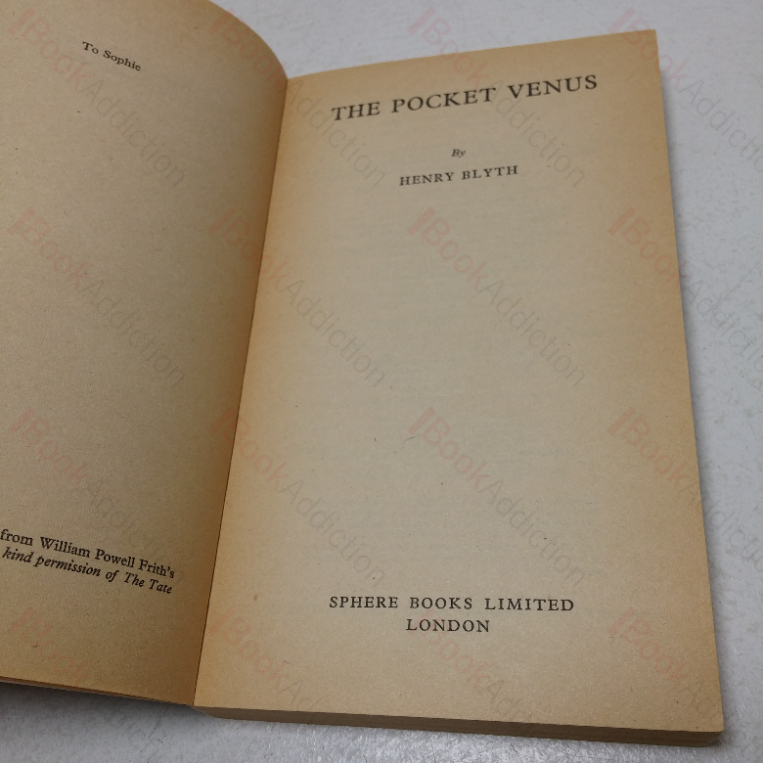 To Sophie
from William Powell Frith's
kind permission of The Tate
THE POCKET VENUS
By
HENRY BLYTH
SPHERE BOOKS LIMITED
LONDON
BookAddiction